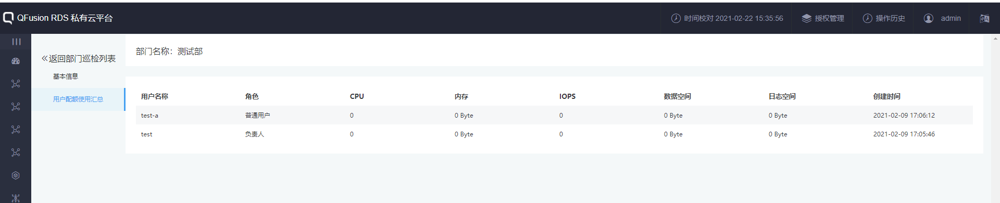 QFusion RDS 私有云平台
时间校对 2021-02-22 15:35:56
授权管理
操作历史
admin
返回部门巡检列表
基本信息
用户配额使用汇总
部门名称：测试部
用户名称 角色 CPU 内存 IOPS 数据空间 日志空间 创建时间
test-a 普通用户 0 0 Byte 0 0 Byte 0 Byte 2021-02-09 17:06:12
test 负责人 0 0 Byte 0 0 Byte 0 Byte 2021-02-09 17:05:46